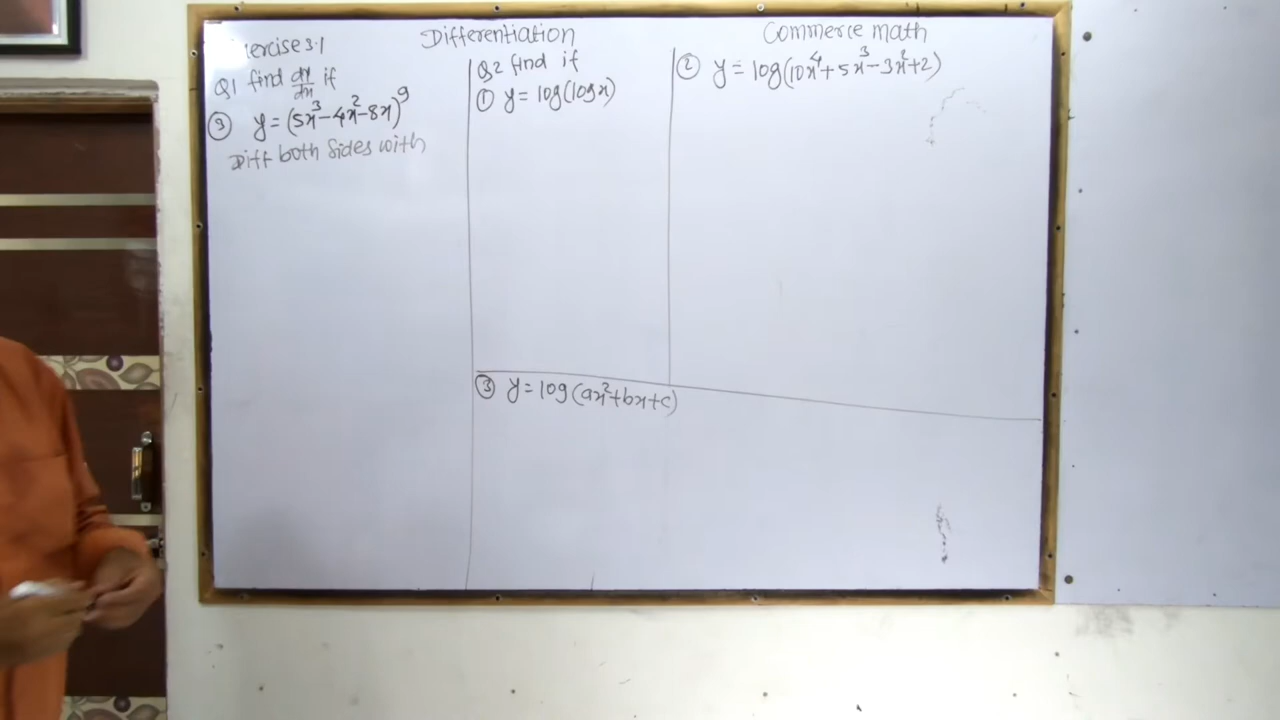 Differentiation
Commerce math
ercise 3.1
Q1 find dy/dx if
③ y = (5x³-4x²-8x)⁹
Diff both sides with
Q2 find if
① y = log(logx)
② y = log(10x⁴+5x³-3x²+2)
③ y = log(ax²+bx+c)